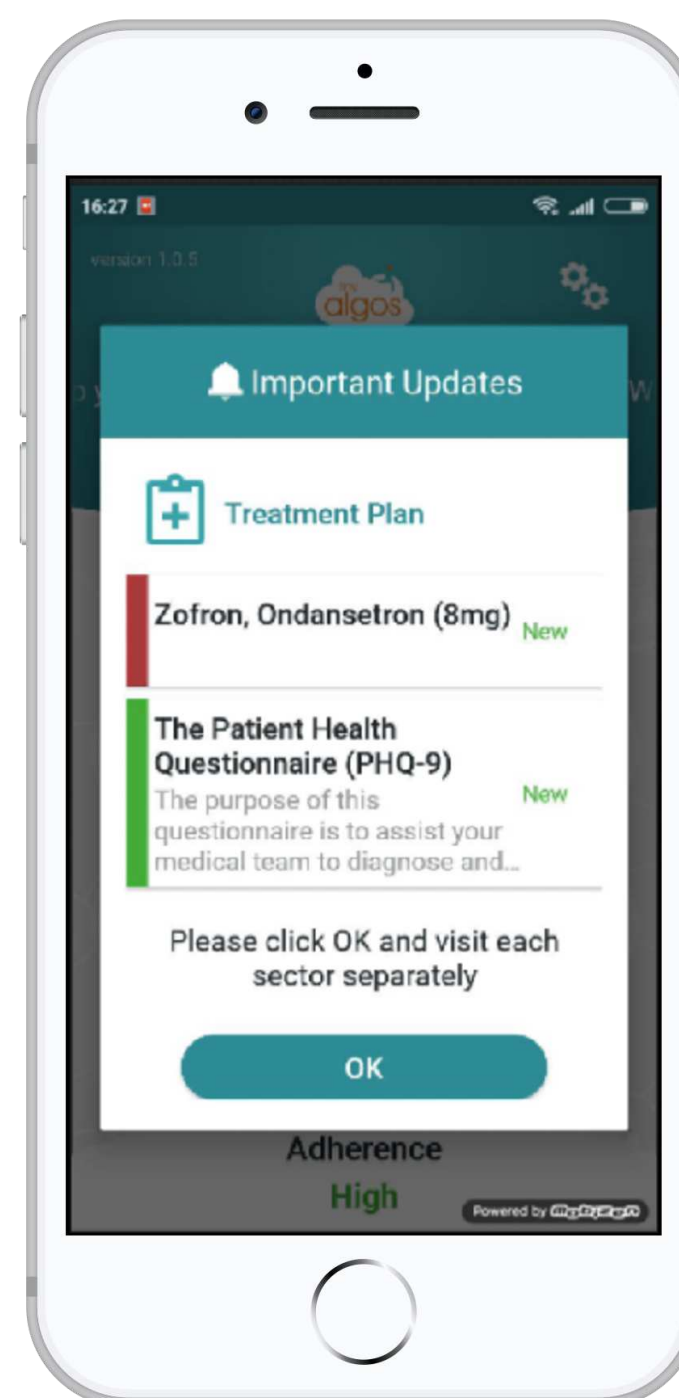 16:27
version 1.0.5
my
algos
W
Important Updates
Treatment Plan
Zofron, Ondansetron (8mg)
New
The Patient Health
Questionnaire (PHQ-9)
New
The purpose of this
questionnaire is to assist your
medical team to diagnose and...
Please click OK and visit each
sector separately
OK
Adherence
High
Powered by mobizen